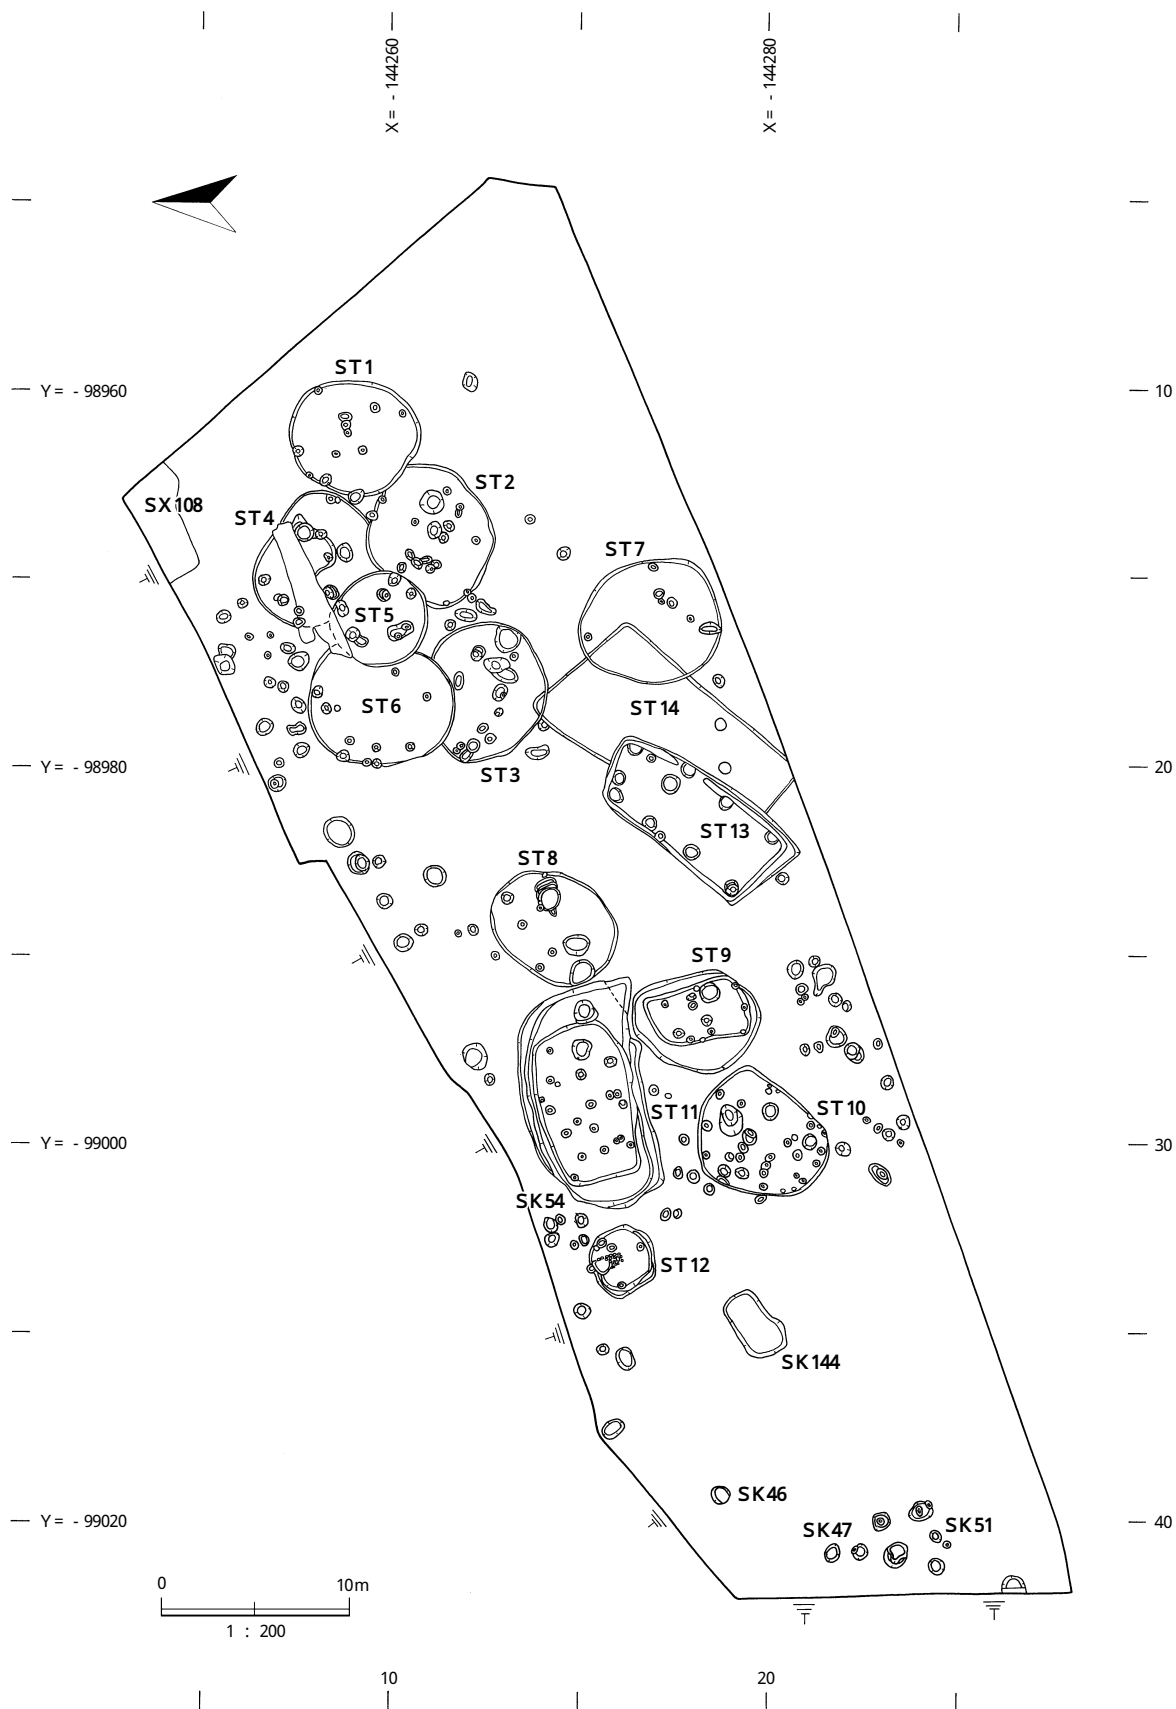 X = - 144260
X = - 144280
ST1
Y = - 98960
10
ST2
SX108
ST4
ST7
ST5
ST6
ST14
Y = - 98980
ST3
20
ST13
ST8
ST9
ST11
ST10
Y = - 99000
30
SK54
ST12
SK144
SK46
Y = - 99020
SK47
SK51
40
0
10m
1 : 200
10
20